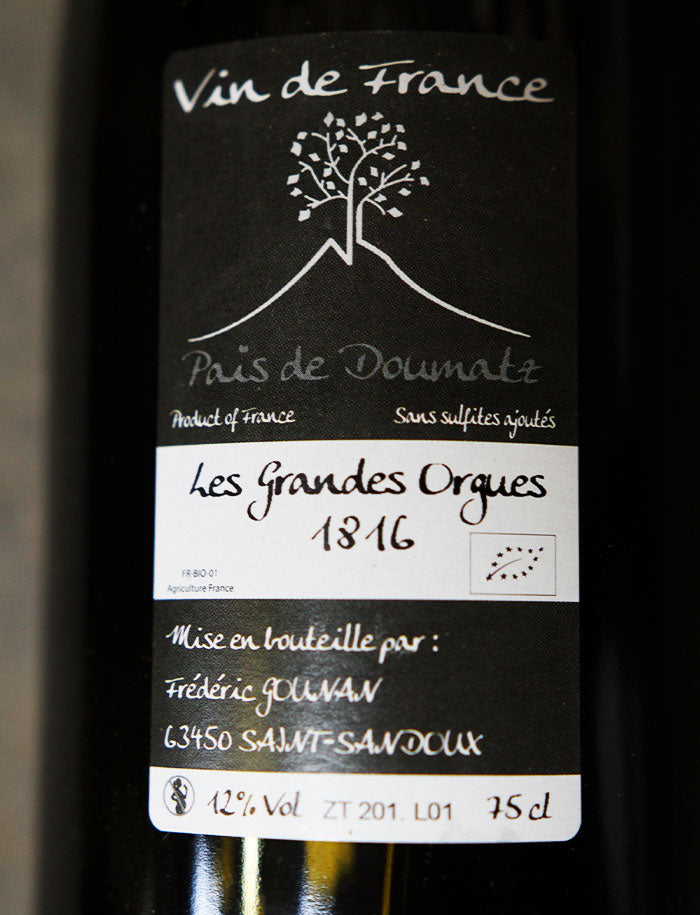 Vin de France
Pais de Doumatz
Product of France Sans sulfites ajoutés
Les Grandes Orgues
1816
FR-BIO-01
Agriculture France
Mise en bouteille par :
Frédéric GOUNAN
63450 SAINT-SANDOUX
12% Vol ZT 201. L01 75 cl